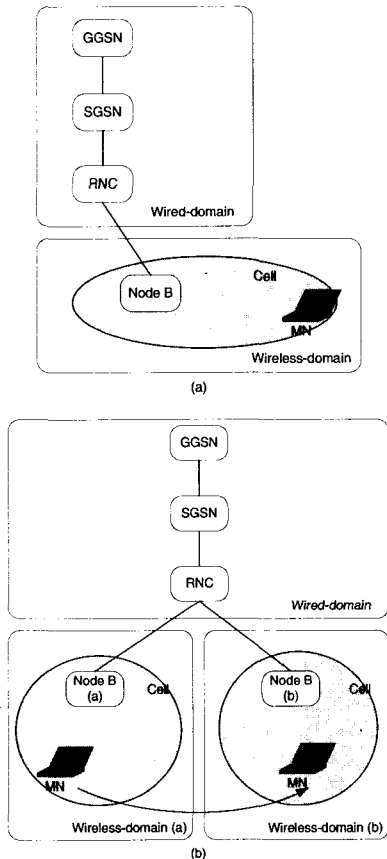 GGSN
SGSN
RNC
Wired-domain
Node B
Cell
MN
Wireless-domain
(a)
GGSN
SGSN
RNC
Wired-domain
Node B
(a)
Cell
MN
Wireless-domain (a)
Node B
(b)
Cell
MN
Wireless-domain (b)
(b)